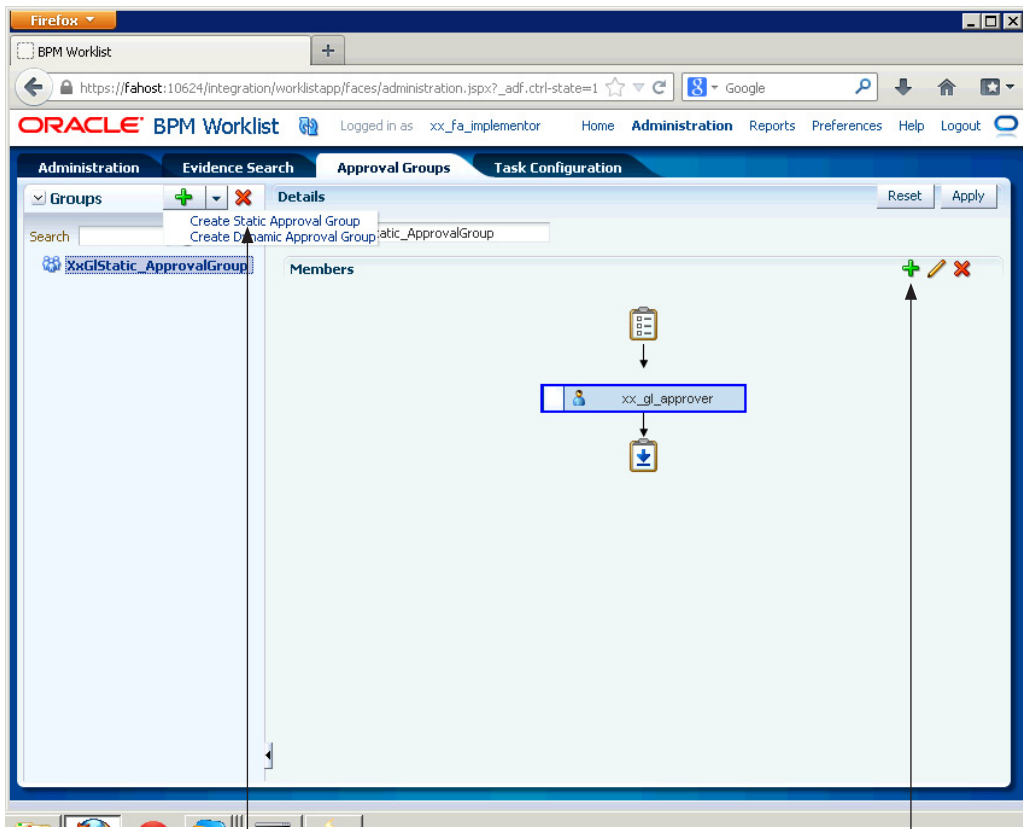 Firefox
BPM Worklist
https://fahost:10624/integration/worklistapp/faces/administration.jspx?_adf.ctrl-state=1
Google
ORACLE BPM Worklist Logged in as xx_fa_implementor Home Administration Reports Preferences Help Logout
Administration Evidence Search Approval Groups Task Configuration
Groups Details Reset Apply
Create Static Approval Group
Search Create Dynamic Approval Group tatic_ApprovalGroup
XxGlStatic_ApprovalGroup Members
xx_gl_approver